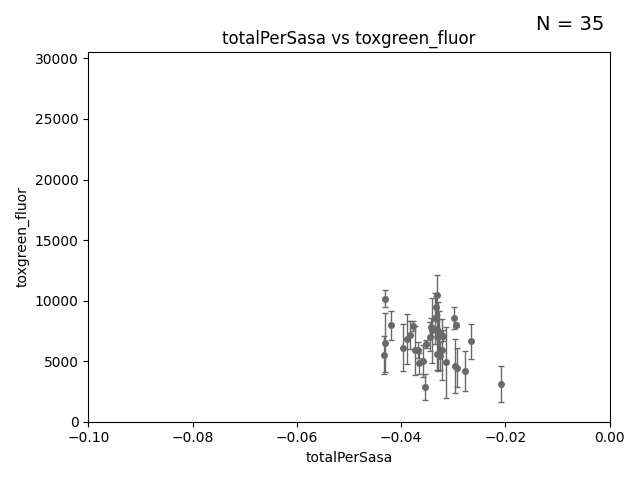 N = 35
totalPerSasa vs toxgreen_fluor
30000
25000
20000
15000
10000
5000
0
toxgreen_fluor
−0.10 −0.08 −0.06 −0.04 −0.02 0.00
totalPerSasa